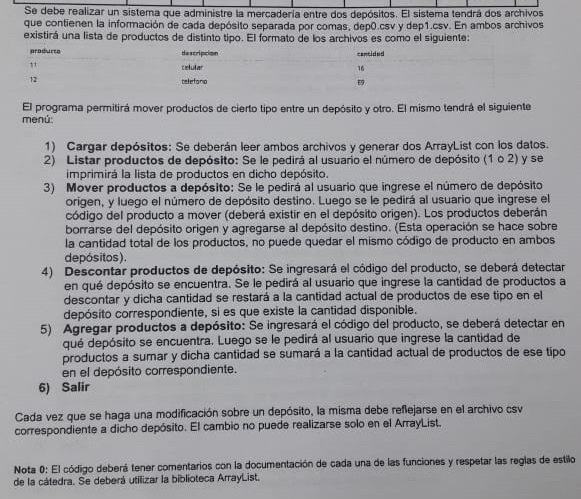 Se debe realizar un sistema que administre la mercadería entre dos depósitos. El sistema tendrá dos archivos
que contienen la información de cada depósito separada por comas, dep0.csv y dep1.csv. En ambos archivos
existirá una lista de productos de distinto tipo. El formato de los archivos es como el siguiente:
producto descripcion cantidad
11 celular 16
12 telefono 69
El programa permitirá mover productos de cierto tipo entre un depósito y otro. El mismo tendrá el siguiente
menú:
1) Cargar depósitos: Se deberán leer ambos archivos y generar dos ArrayList con los datos.
2) Listar productos de depósito: Se le pedirá al usuario el número de depósito (1 o 2) y se
imprimirá la lista de productos en dicho depósito.
3) Mover productos a depósito: Se le pedirá al usuario que ingrese el número de depósito
origen, y luego el número de depósito destino. Luego se le pedirá al usuario que ingrese el
código del producto a mover (deberá existir en el depósito origen). Los productos deberán
borrarse del depósito origen y agregarse al depósito destino. (Esta operación se hace sobre
la cantidad total de los productos, no puede quedar el mismo código de producto en ambos
depósitos).
4) Descontar productos de depósito: Se ingresará el código del producto, se deberá detectar
en qué depósito se encuentra. Se le pedirá al usuario que ingrese la cantidad de productos a
descontar y dicha cantidad se restará a la cantidad actual de productos de ese tipo en el
depósito correspondiente, si es que existe la cantidad disponible.
5) Agregar productos a depósito: Se ingresará el código del producto, se deberá detectar en
qué depósito se encuentra. Luego se le pedirá al usuario que ingrese la cantidad de
productos a sumar y dicha cantidad se sumará a la cantidad actual de productos de ese tipo
en el depósito correspondiente.
6) Salir
Cada vez que se haga una modificación sobre un depósito, la misma debe reflejarse en el archivo csv
correspondiente a dicho depósito. El cambio no puede realizarse solo en el ArrayList.
Nota 0: El código deberá tener comentarios con la documentación de cada una de las funciones y respetar las reglas de estilo
de la cátedra. Se deberá utilizar la biblioteca ArrayList.